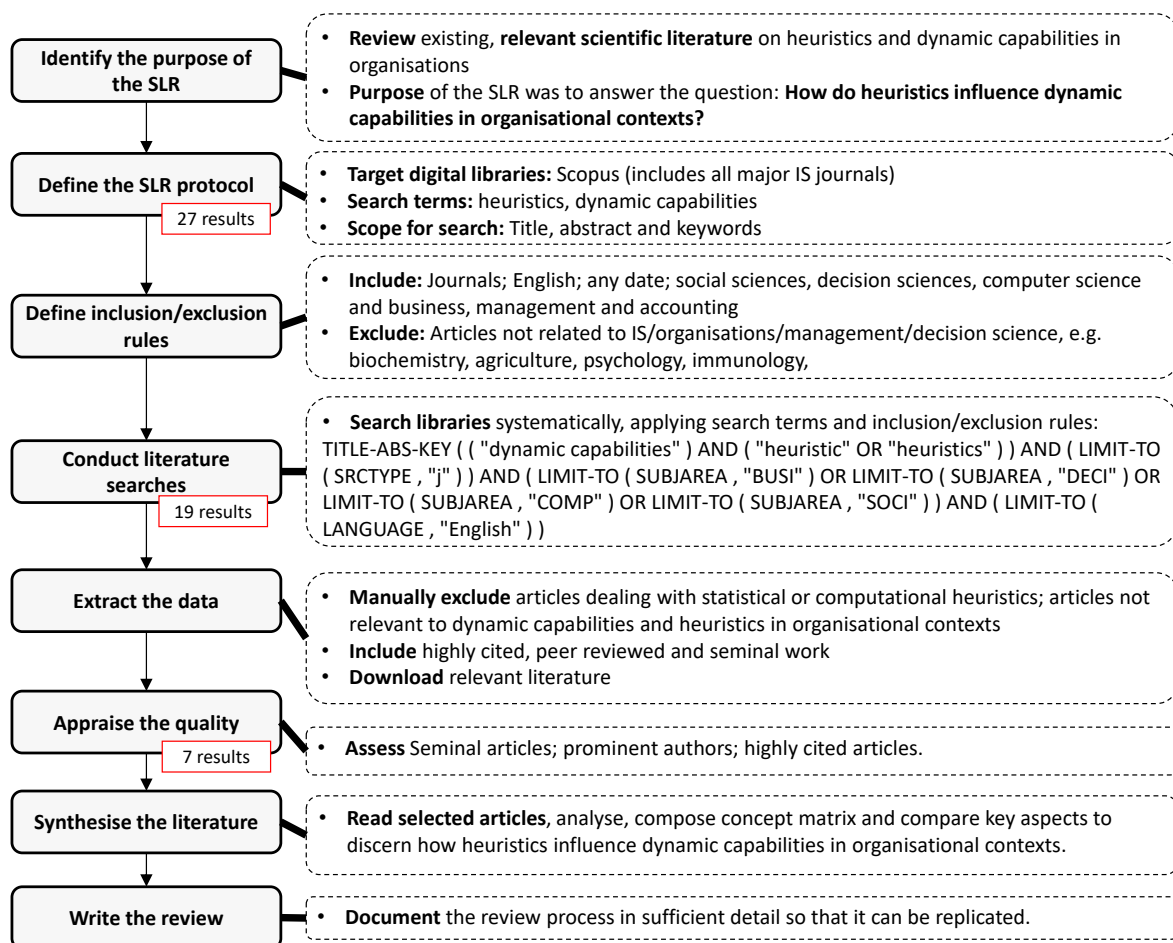 Identify the purpose of
the SLR
• Review existing, relevant scientific literature on heuristics and dynamic capabilities in
organisations
• Purpose of the SLR was to answer the question: How do heuristics influence dynamic
capabilities in organisational contexts?
Define the SLR protocol
27 results
• Target digital libraries: Scopus (includes all major IS journals)
• Search terms: heuristics, dynamic capabilities
• Scope for search: Title, abstract and keywords
Define inclusion/exclusion
rules
• Include: Journals; English; any date; social sciences, decision sciences, computer science
and business, management and accounting
• Exclude: Articles not related to IS/organisations/management/decision science, e.g.
biochemistry, agriculture, psychology, immunology,
Conduct literature
searches
19 results
• Search libraries systematically, applying search terms and inclusion/exclusion rules:
TITLE-ABS-KEY ( ( "dynamic capabilities" ) AND ( "heuristic" OR "heuristics" ) ) AND ( LIMIT-TO
( SRCTYPE , "j" ) ) AND ( LIMIT-TO ( SUBJAREA , "BUSI" ) OR LIMIT-TO ( SUBJAREA , "DECI" ) OR
LIMIT-TO ( SUBJAREA , "COMP" ) OR LIMIT-TO ( SUBJAREA , "SOCI" ) ) AND ( LIMIT-TO (
LANGUAGE , "English" ) )
Extract the data
• Manually exclude articles dealing with statistical or computational heuristics; articles not
relevant to dynamic capabilities and heuristics in organisational contexts
• Include highly cited, peer reviewed and seminal work
• Download relevant literature
Appraise the quality
7 results
• Assess Seminal articles; prominent authors; highly cited articles.
Synthesise the literature
• Read selected articles, analyse, compose concept matrix and compare key aspects to
discern how heuristics influence dynamic capabilities in organisational contexts.
Write the review
• Document the review process in sufficient detail so that it can be replicated.